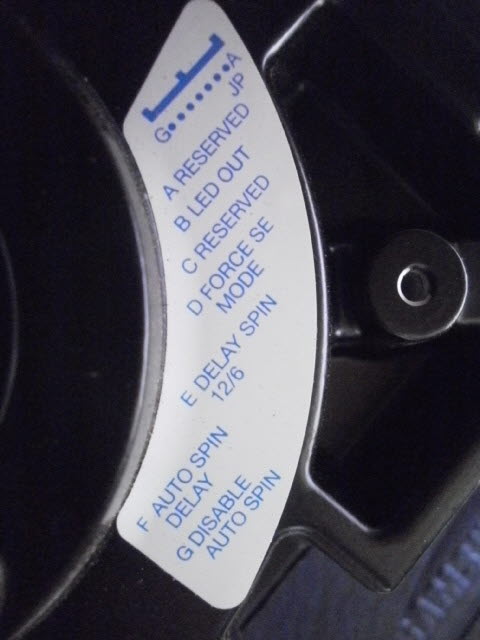 G A
JP
A RESERVED
B LED OUT
C RESERVED
D FORCE SE
MODE
E DELAY SPIN
12/6
F AUTO SPIN
DELAY
G DISABLE
AUTO SPIN